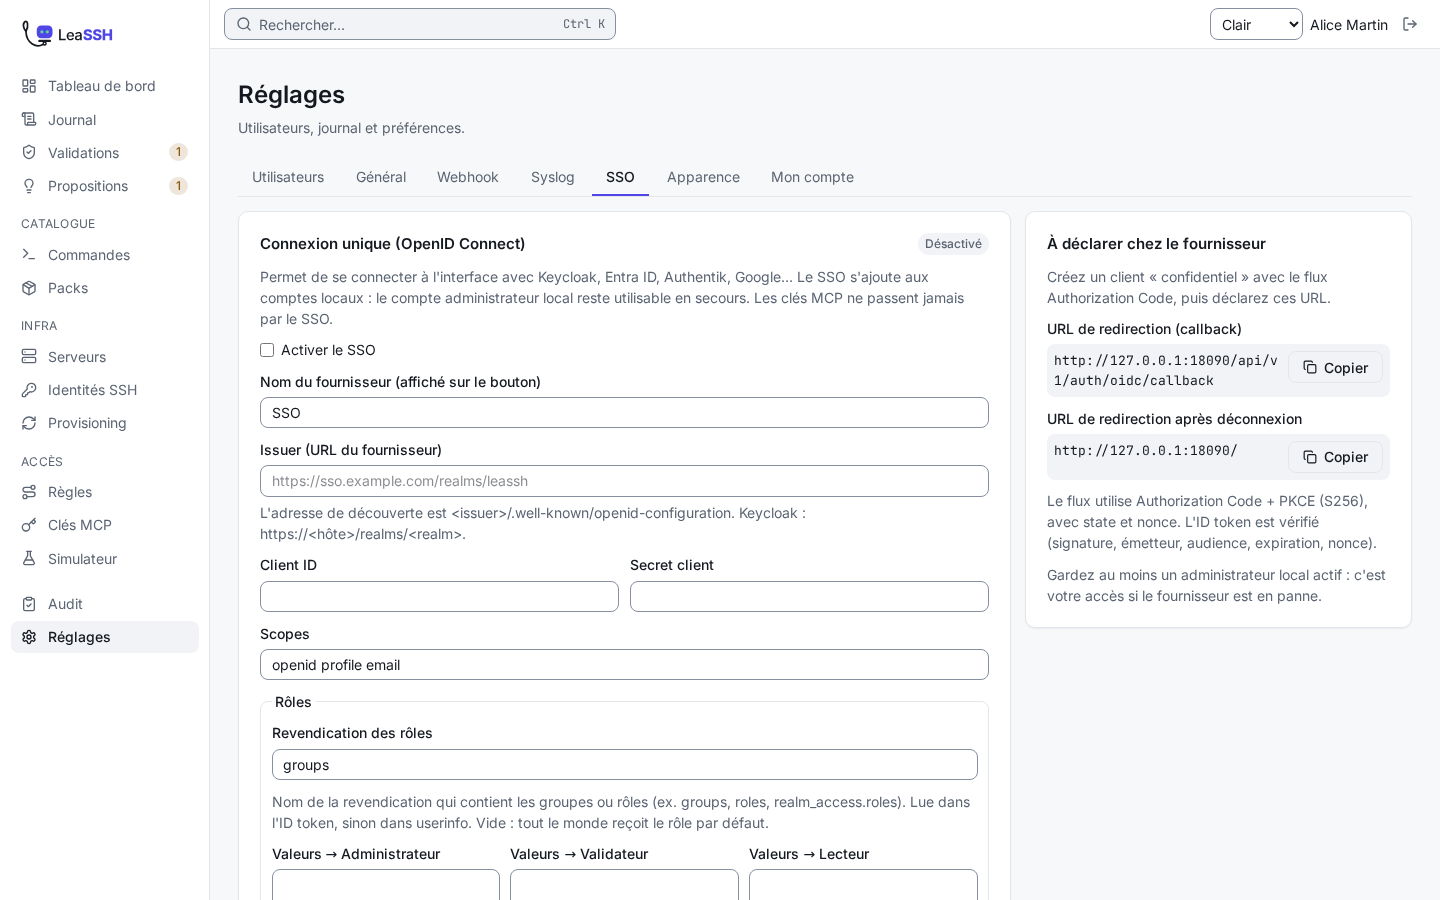 LeaSSH
Rechercher...
Ctrl K
Clair
Alice Martin
Tableau de bord
Journal
Validations
1
Propositions
1
CATALOGUE
Commandes
Packs
INFRA
Serveurs
Identités SSH
Provisioning
ACCÈS
Règles
Clés MCP
Simulateur
Audit
Réglages
Réglages
Utilisateurs, journal et préférences.
Utilisateurs
Général
Webhook
Syslog
SSO
Apparence
Mon compte
Connexion unique (OpenID Connect)
Désactivé
Permet de se connecter à l'interface avec Keycloak, Entra ID, Authentik, Google... Le SSO s'ajoute aux
comptes locaux : le compte administrateur local reste utilisable en secours. Les clés MCP ne passent jamais
par le SSO.
Activer le SSO
Nom du fournisseur (affiché sur le bouton)
SSO
Issuer (URL du fournisseur)
https://sso.example.com/realms/leassh
L'adresse de découverte est <issuer>/.well-known/openid-configuration. Keycloak :
https://<hôte>/realms/<realm>.
Client ID
Secret client
Scopes
openid profile email
Rôles
Revendication des rôles
groups
Nom de la revendication qui contient les groupes ou rôles (ex. groups, roles, realm_access.roles). Lue dans
l'ID token, sinon dans userinfo. Vide : tout le monde reçoit le rôle par défaut.
Valeurs → Administrateur
Valeurs → Validateur
Valeurs → Lecteur
À déclarer chez le fournisseur
Créez un client « confidentiel » avec le flux
Authorization Code, puis déclarez ces URL.
URL de redirection (callback)
http://127.0.0.1:18090/api/v
1/auth/oidc/callback
Copier
URL de redirection après déconnexion
http://127.0.0.1:18090/
Copier
Le flux utilise Authorization Code + PKCE (S256),
avec state et nonce. L'ID token est vérifié
(signature, émetteur, audience, expiration, nonce).
Gardez au moins un administrateur local actif : c'est
votre accès si le fournisseur est en panne.